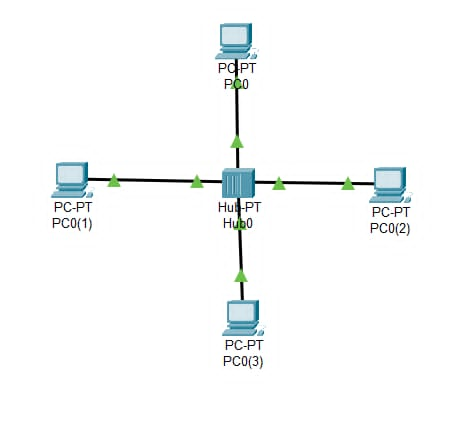 PC-PT
PC0
PC-PT
PC0(1)
Hub-PT
Hub0
PC-PT
PC0(2)
PC-PT
PC0(3)